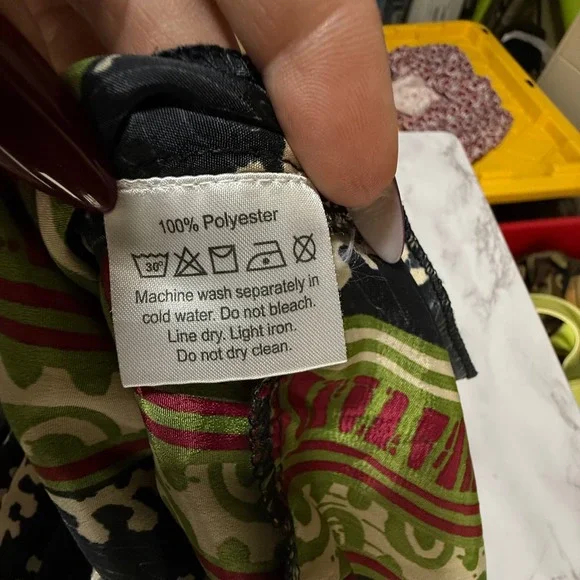 100% Polyester
30°
Machine wash separately in
cold water. Do not bleach.
Line dry. Light iron.
Do not dry clean.